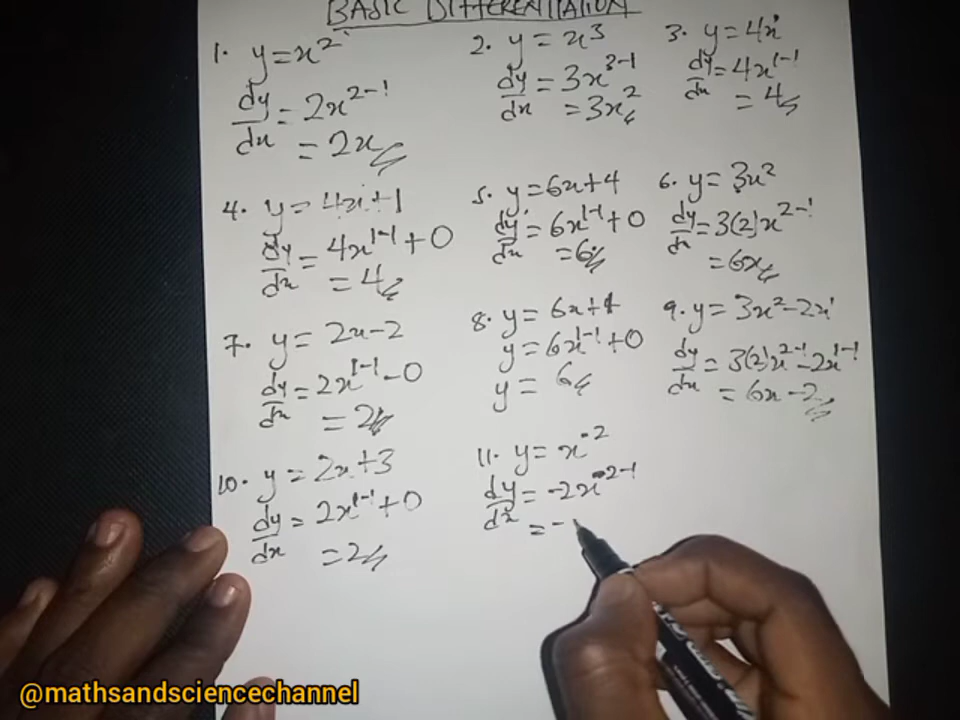 BASIC DIFFERENTIATION
1. y = x²
dy/dx = 2x²⁻¹
= 2x
2. y = x³
dy/dx = 3x³⁻¹
= 3x²
3. y = 4x¹
dy/dx = 4x¹⁻¹
= 4
4. y = 4x + 1
dy/dx = 4x¹⁻¹ + 0
= 4
5. y = 6x + 4
dy/dx = 6x¹⁻¹ + 0
= 6
6. y = 3x²
dy/dx = 3(2)x²⁻¹
= 6x
7. y = 2x - 2
dy/dx = 2x¹⁻¹ - 0
= 2
8. y = 6x + 4
y = 6x¹⁻¹ + 0
y = 6
9. y = 3x² - 2x¹
dy/dx = 3(2)x²⁻¹ - 2x¹⁻¹
= 6x - 2
10. y = 2x + 3
dy/dx = 2x¹⁻¹ + 0
= 2
11. y = x⁻²
dy/dx = -2x⁻²⁻¹
= -
@mathsandsciencechannel